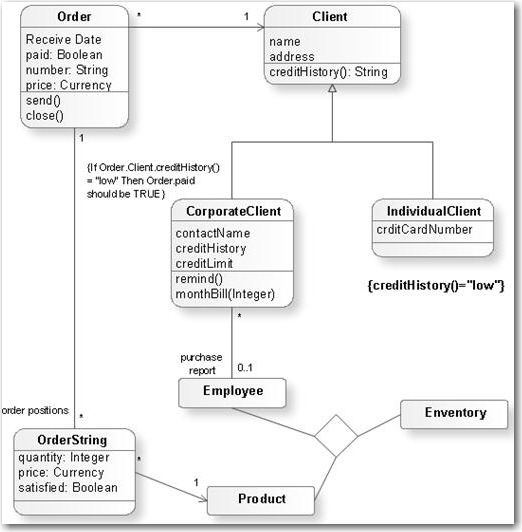 Order
Receive Date
paid: Boolean
number: String
price: Currency
send()
close()
*
1
Client
name
address
creditHistory(): String
1
{If Order.Client.creditHistory()
= "low" Then Order.paid
should be TRUE}
CorporateClient
contactName
creditHistory
creditLimit
remind()
monthBill(Integer)
IndividualClient
crditCardNumber
{creditHistory()="low"}
*
purchase
report
0..1
Employee
Enventory
order positions
*
OrderString
quantity: Integer
price: Currency
satisfied: Boolean
*
1
Product